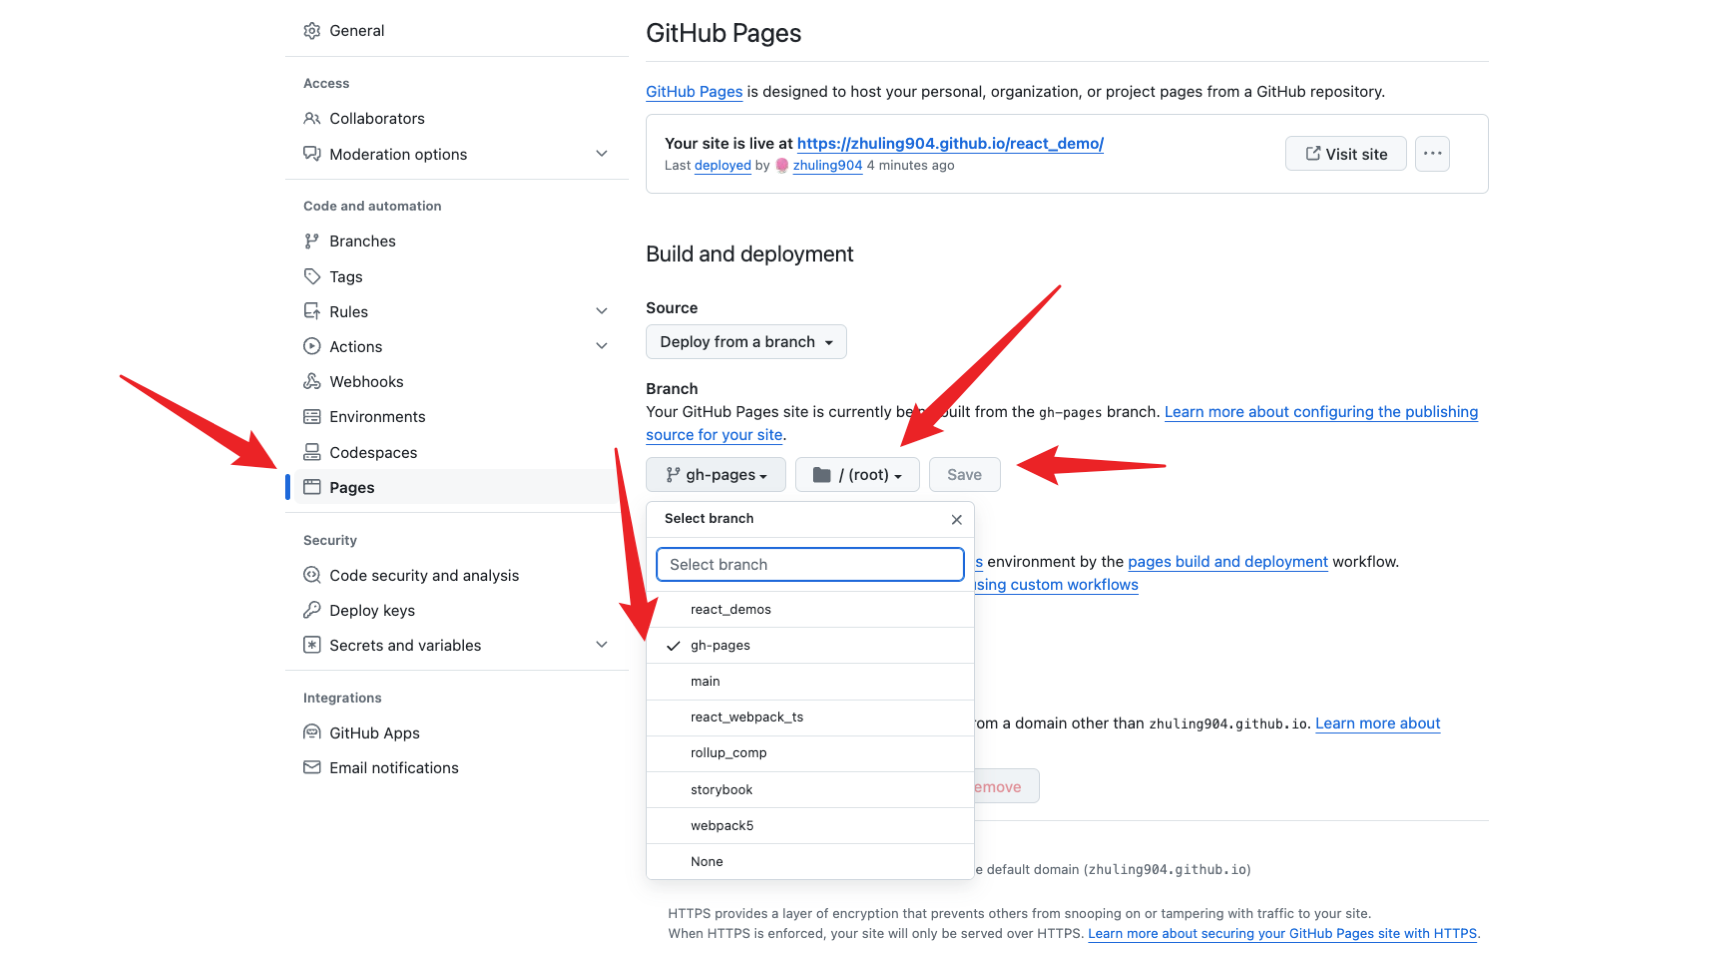 General
Access
Collaborators
Moderation options
Code and automation
Branches
Tags
Rules
Actions
Webhooks
Environments
Codespaces
Pages
Security
Code security and analysis
Deploy keys
Secrets and variables
Integrations
GitHub Apps
Email notifications
GitHub Pages
GitHub Pages is designed to host your personal, organization, or project pages from a GitHub repository.
Your site is live at https://zhuling904.github.io/react_demo/
Last deployed by zhuling904 4 minutes ago
Visit site
Build and deployment
Source
Deploy from a branch
Branch
Your GitHub Pages site is currently built from the gh-pages branch. Learn more about configuring the publishing
source for your site.
gh-pages
/ (root)
Save
Select branch
Select branch
react_demos
gh-pages
main
react_webpack_ts
rollup_comp
storybook
webpack5
None
s environment by the pages build and deployment workflow.
sing custom workflows
om a domain other than zhuling904.github.io. Learn more about
emove
e default domain (zhuling904.github.io)
HTTPS provides a layer of encryption that prevents others from snooping on or tampering with traffic to your site.
When HTTPS is enforced, your site will only be served over HTTPS. Learn more about securing your GitHub Pages site with HTTPS.